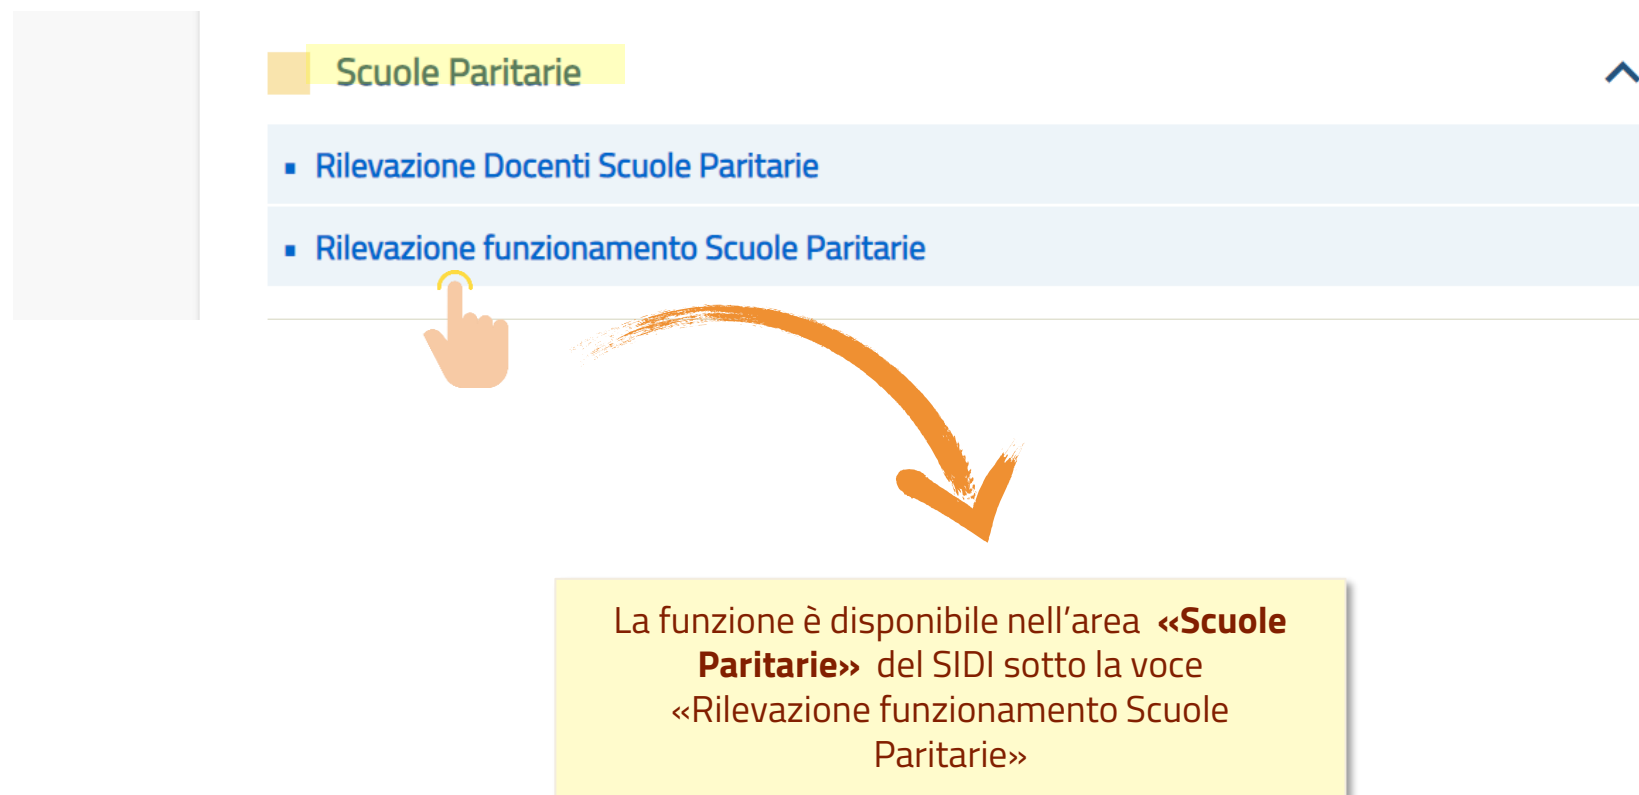 Scuole Paritarie
Rilevazione Docenti Scuole Paritarie
Rilevazione funzionamento Scuole Paritarie
La funzione è disponibile nell’area «Scuole
Paritarie» del SIDI sotto la voce
«Rilevazione funzionamento Scuole
Paritarie»